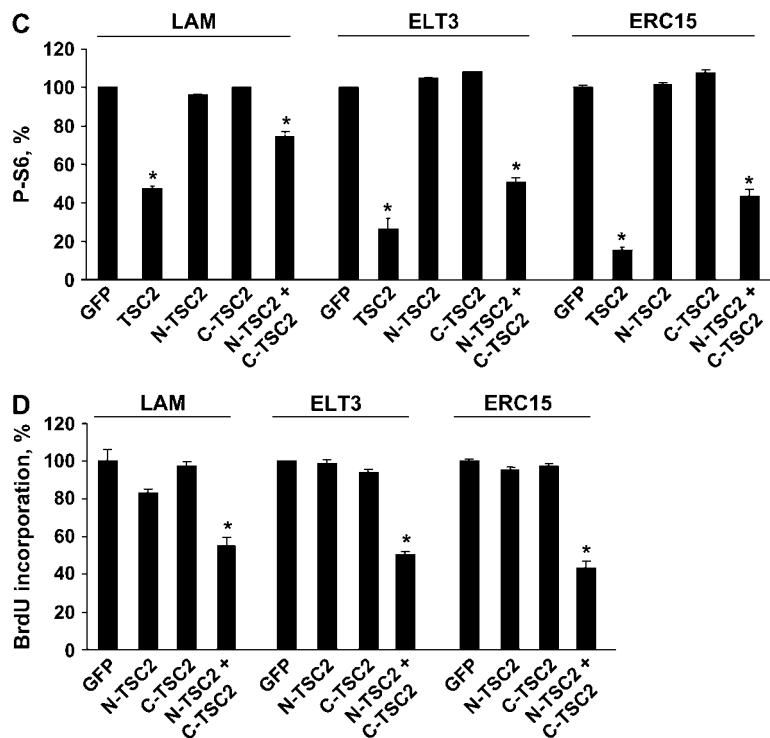 C
LAM ELT3 ERC15
P-S6, %
120
100
80
60
40
20
0
* * * * * *
GFP TSC2 N-TSC2 C-TSC2 N-TSC2 + C-TSC2 GFP TSC2 N-TSC2 C-TSC2 N-TSC2 + C-TSC2 GFP TSC2 N-TSC2 C-TSC2 N-TSC2 + C-TSC2
D
LAM ELT3 ERC15
BrdU incorporation, %
120
100
80
60
40
20
0
* * *
GFP N-TSC2 C-TSC2 N-TSC2 + C-TSC2 GFP N-TSC2 C-TSC2 N-TSC2 + C-TSC2 GFP N-TSC2 C-TSC2 N-TSC2 + C-TSC2